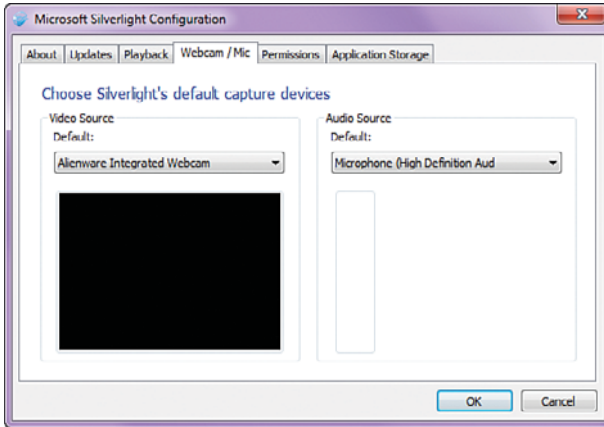 Microsoft Silverlight Configuration
About Updates Playback Webcam / Mic Permissions Application Storage
Choose Silverlight's default capture devices
Video Source
Default:
Alienware Integrated Webcam
Audio Source
Default:
Microphone (High Definition Aud
OK Cancel